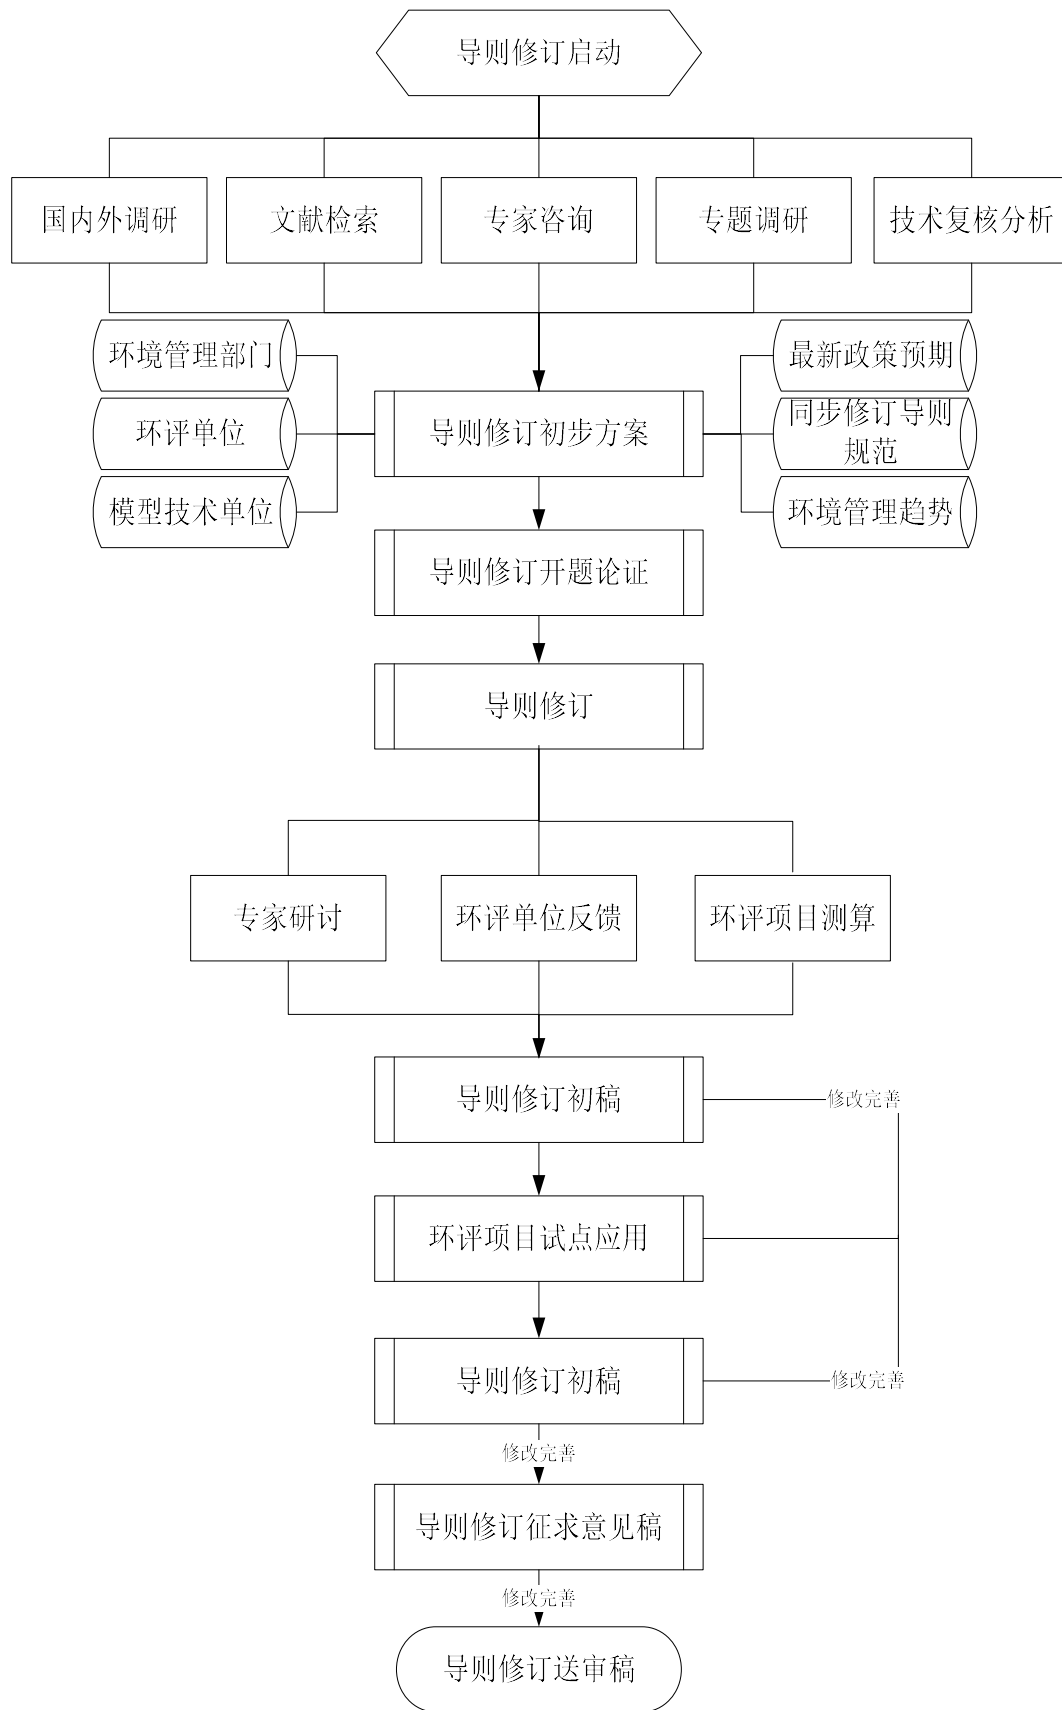 导则修订启动
国内外调研
文献检索
专家咨询
专题调研
技术复核分析
环境管理部门
环评单位
模型技术单位
导则修订初步方案
最新政策预期
同步修订导则
规范
环境管理趋势
导则修订开题论证
导则修订
专家研讨
环评单位反馈
环评项目测算
导则修订初稿
修改完善
环评项目试点应用
导则修订初稿
修改完善
修改完善
导则修订征求意见稿
修改完善
导则修订送审稿